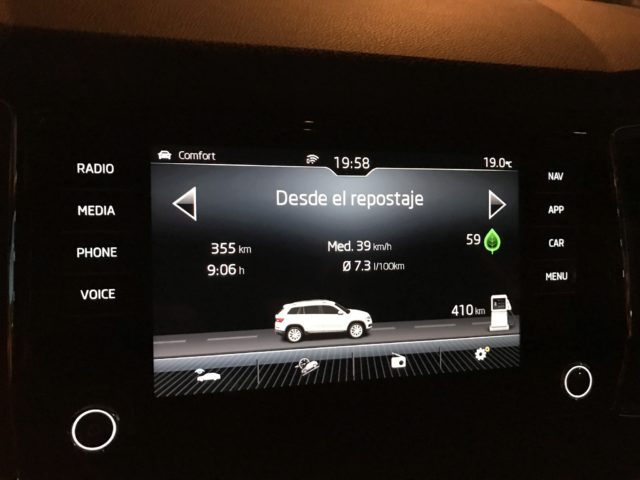 RADIO
MEDIA
PHONE
VOICE
Comfort 19:58 19.0°C
Desde el repostaje
355 km Med. 39 km/h 59
9:06 h Ø 7.3 l/100km
410 km
NAV
APP
CAR
MENU